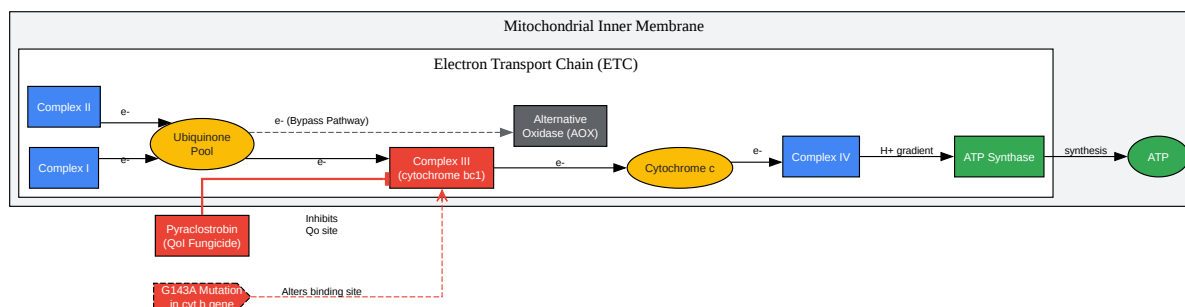 Mitochondrial Inner Membrane
Electron Transport Chain (ETC)
Complex II
e-
Ubiquinone
Pool
e- (Bypass Pathway)
Alternative
Oxidase (AOX)
Complex I
e-
e-
Complex III
(cytochrome bc1)
e-
Cytochrome c
e-
Complex IV
H+ gradient
ATP Synthase
synthesis
ATP
Pyraclostrobin
(QoI Fungicide)
Inhibits
Qo site
G143A Mutation
in cyt b gene
Alters binding site